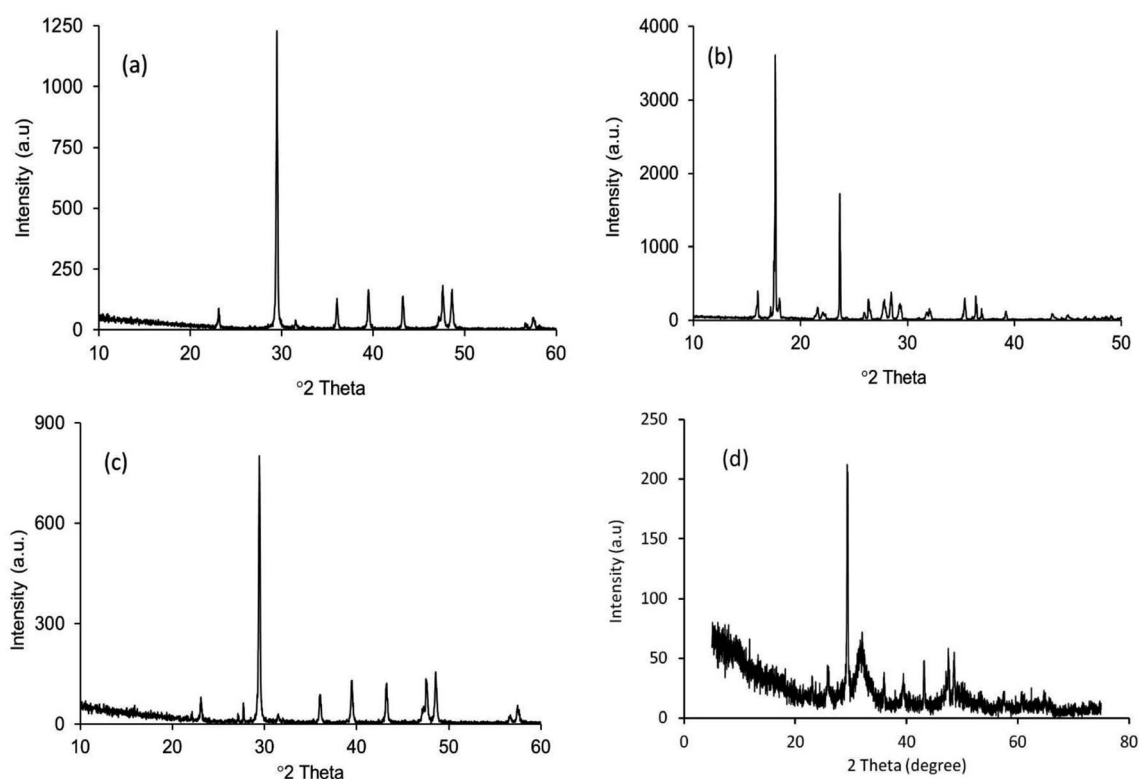 (a)
Intensity (a.u)
1250
1000
750
500
250
0
10 20 30 40 50 60
°2 Theta
(b)
Intensity (a.u.)
4000
3000
2000
1000
0
10 20 30 40 50
°2 Theta
(c)
Intensity (a.u.)
900
600
300
0
10 20 30 40 50 60
°2 Theta
(d)
Intensity (a.u)
250
200
150
100
50
0
0 20 40 60 80
2 Theta (degree)